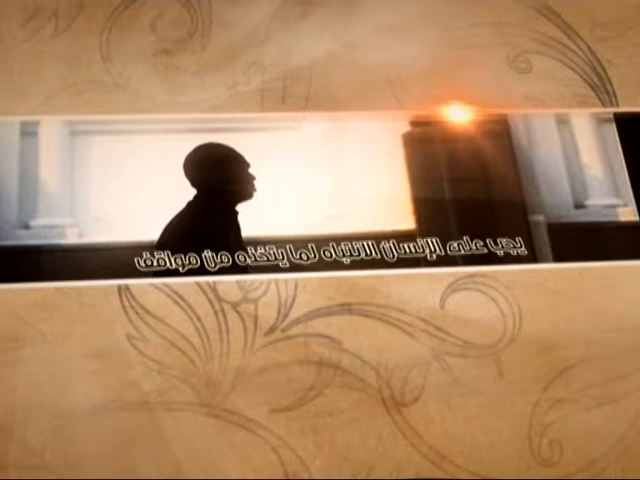 يجب على الإنسان الانتباه لما يتخذه من مواقف